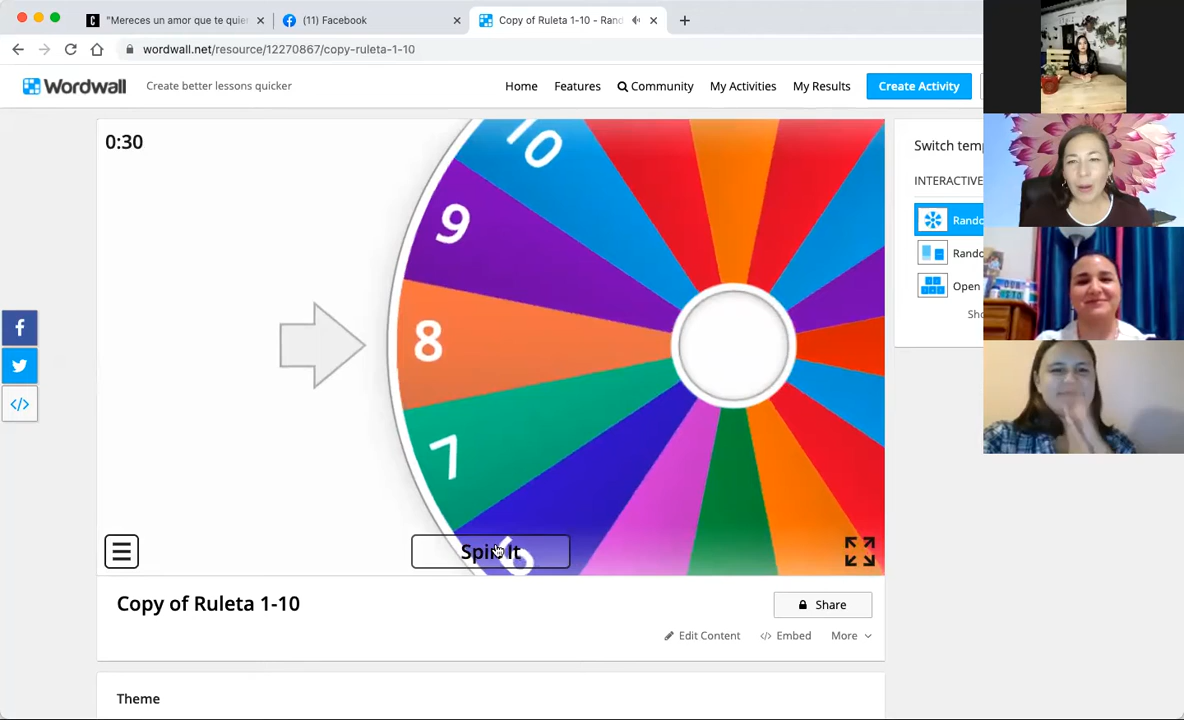 "Mereces un amor que te quier
(11) Facebook
Copy of Ruleta 1-10 - Rand
wordwall.net/resource/12270867/copy-ruleta-1-10
Wordwall
Create better lessons quicker
Home
Features
Community
My Activities
My Results
Create Activity
0:30
10
9
8
7
6
Spin It
Switch temp
INTERACTIVE
Rando
Rando
Open
Sho
Copy of Ruleta 1-10
Share
Edit Content
Embed
More
Theme